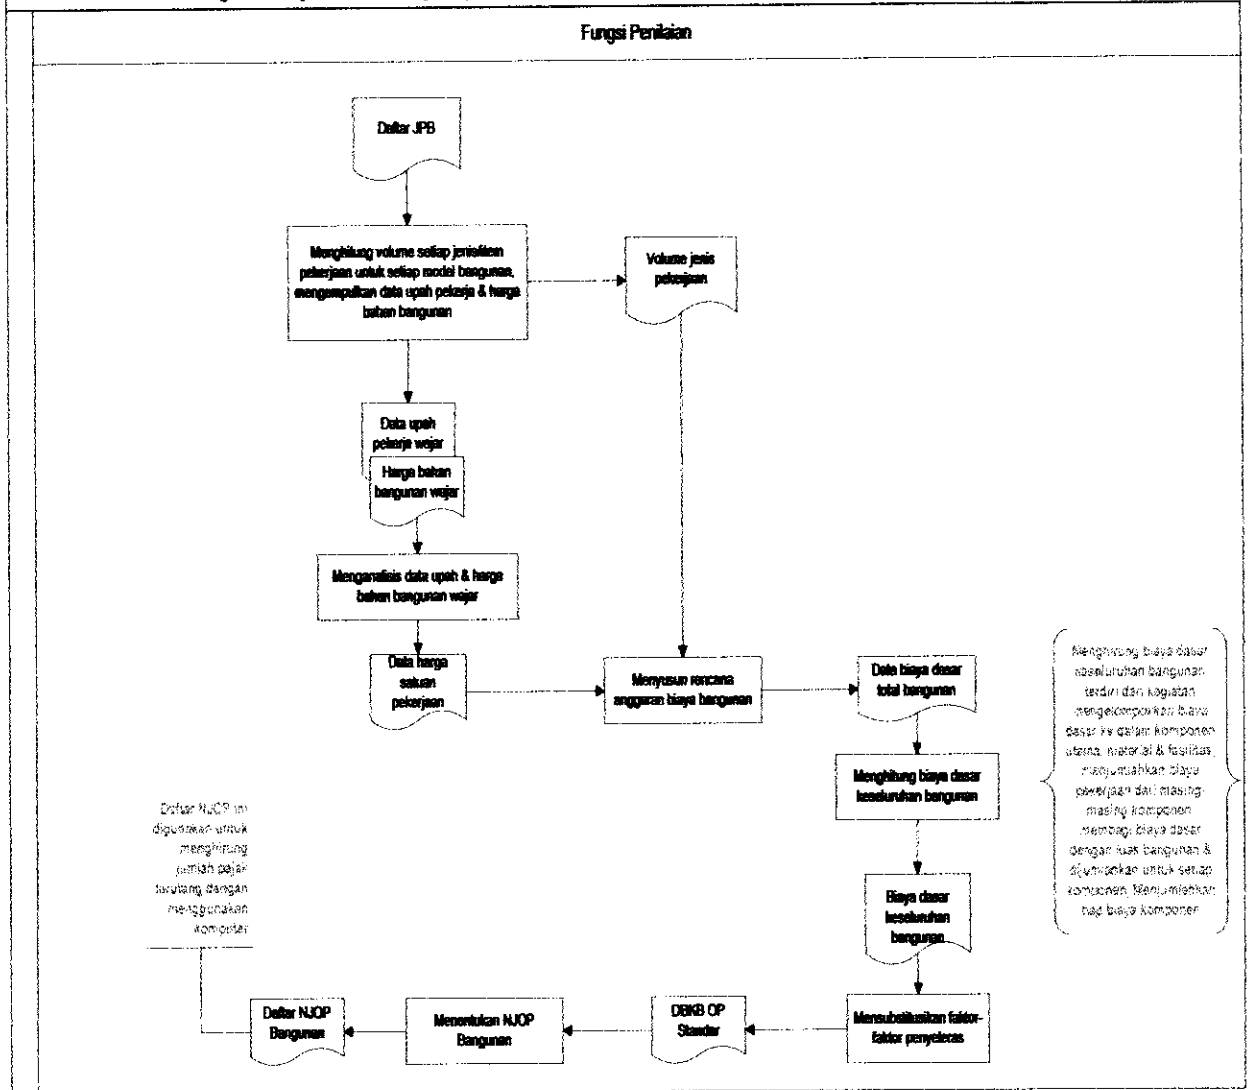 Fungsi Penilaian
Daftar JPB
Menghitung volume setiap jenis/item
pekerjaan untuk setiap model bangunan,
mengumpulkan data upah pekerja & harga
bahan bangunan
Volume jenis
pekerjaan
Data upah
pekerja wajar
Harga bahan
bangunan wajar
Menganalisis data upah & harga
bahan bangunan wajar
Data harga
satuan
pekerjaan
Menyusun rencana
anggaran biaya bangunan
Data biaya dasar
total bangunan
Menghitung biaya dasar
keseluruhan bangunan
Menghitung biaya dasar
keseluruhan bangunan
terdiri dari kegiatan
mengelompokkan biaya
dasar ke dalam komponen
utama, material & fasilitas,
menjumlahkan biaya
pekerjaan dari masing-
masing komponen
membagi biaya dasar
dengan luas bangunan &
dijumlahkan untuk setiap
komponen, Menjumlahkan
tiap biaya komponen
Biaya dasar
keseluruhan
bangunan
Mensubstitusikan faktor-
faktor penyelaras
DBKB OP
Standar
Menentukan NJOP
Bangunan
Daftar NJOP
Bangunan
Daftar NJOP ini
digunakan untuk
menghitung
jumlah pajak
terutang dengan
menggunakan
komputer